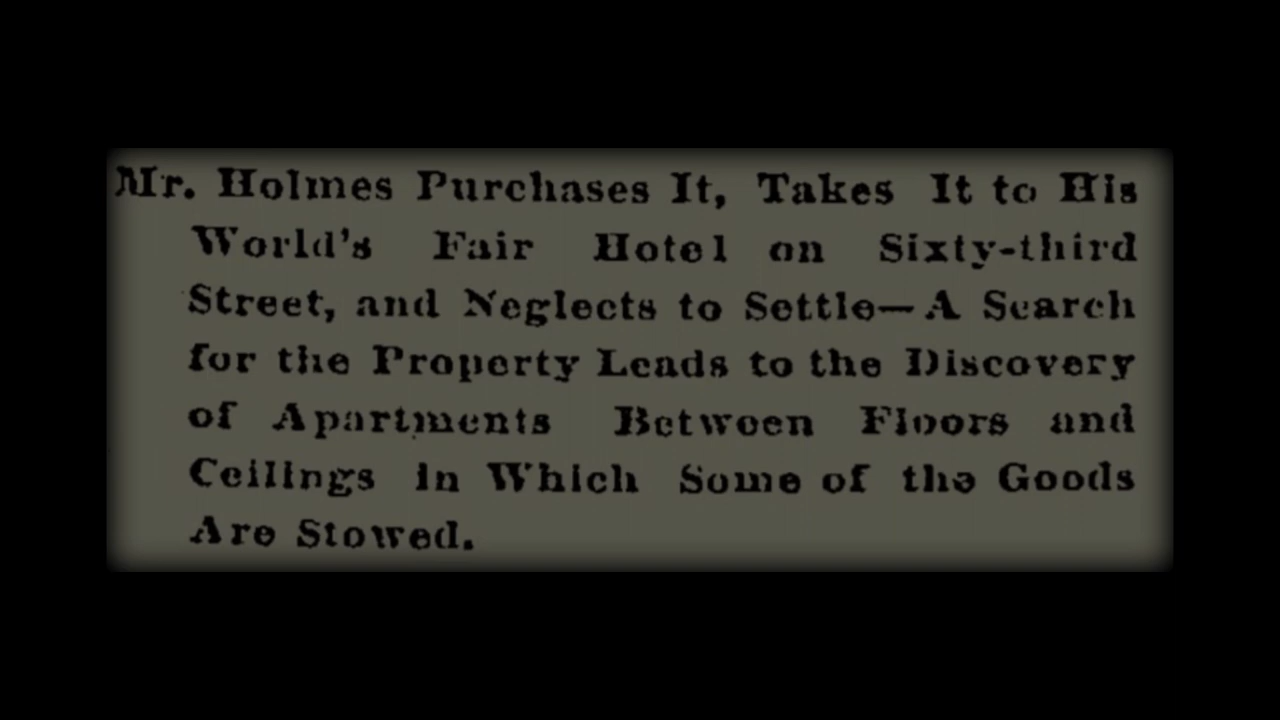 Mr. Holmes Purchases It, Takes It to His
World's Fair Hotel on Sixty-third
Street, and Neglects to Settle—A Search
for the Property Leads to the Discovery
of Apartments Between Floors and
Ceilings in Which Some of the Goods
Are Stowed.